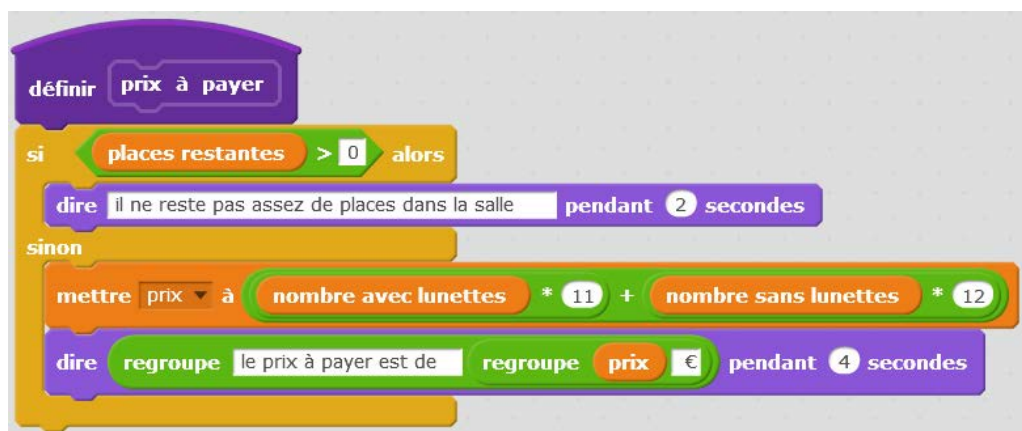 définir prix à payer
si places restantes > 0 alors
dire il ne reste pas assez de places dans la salle pendant 2 secondes
sinon
mettre prix à nombre avec lunettes * 11 + nombre sans lunettes * 12
dire regroupe le prix à payer est de regroupe prix € pendant 4 secondes